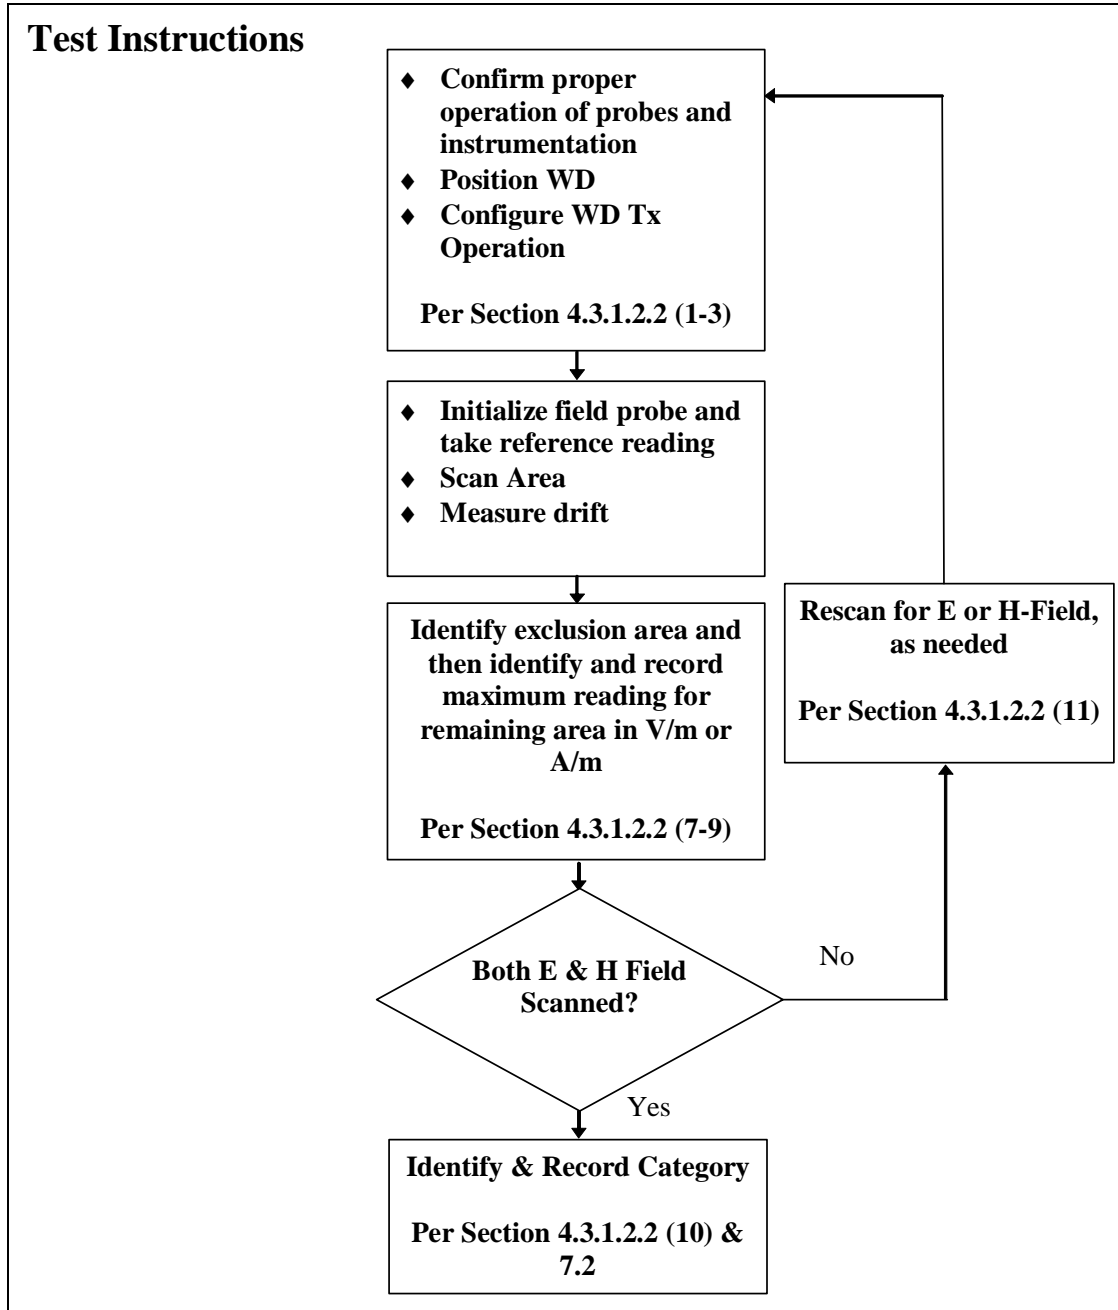 Test Instructions
♦ Confirm proper
operation of probes and
instrumentation
♦ Position WD
♦ Configure WD Tx
Operation
Per Section 4.3.1.2.2 (1-3)
♦ Initialize field probe and
take reference reading
♦ Scan Area
♦ Measure drift
Identify exclusion area and
then identify and record
maximum reading for
remaining area in V/m or
A/m
Per Section 4.3.1.2.2 (7-9)
Rescan for E or H-Field,
as needed
Per Section 4.3.1.2.2 (11)
Both E & H Field
Scanned?
No
Yes
Identify & Record Category
Per Section 4.3.1.2.2 (10) &
7.2